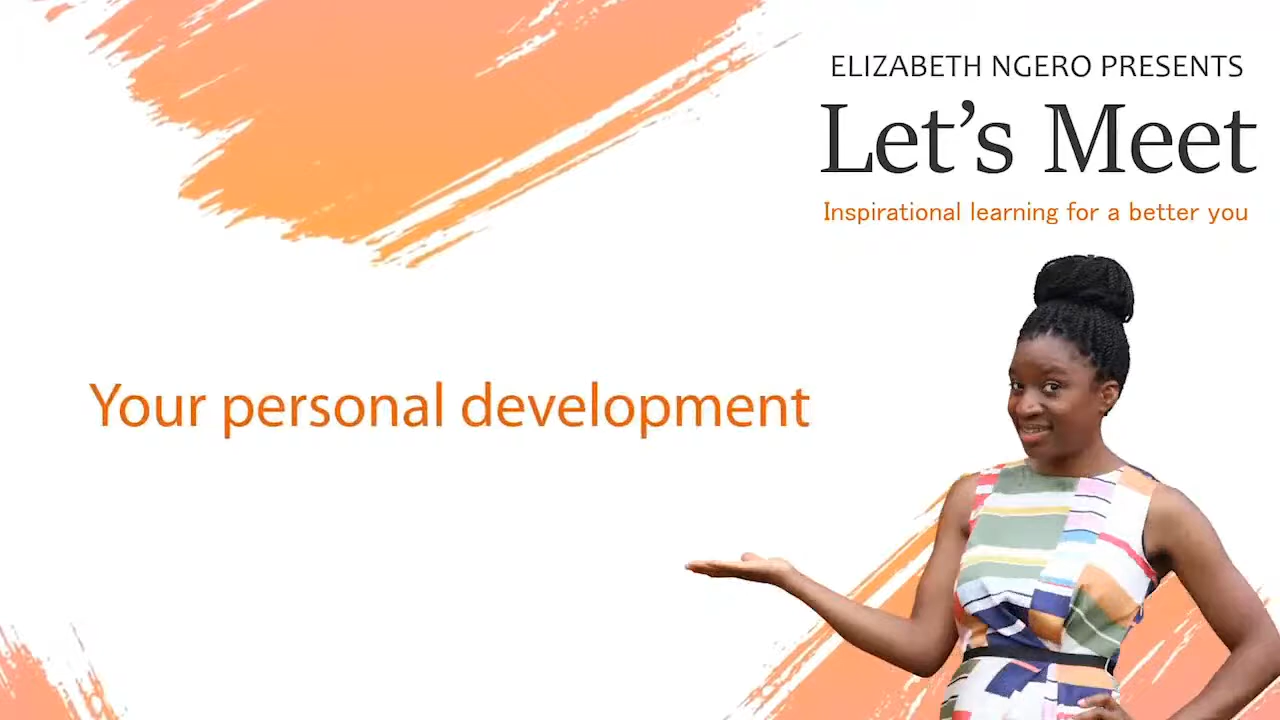 ELIZABETH NGERO PRESENTS
Let’s Meet
Inspirational learning for a better you
Your personal development